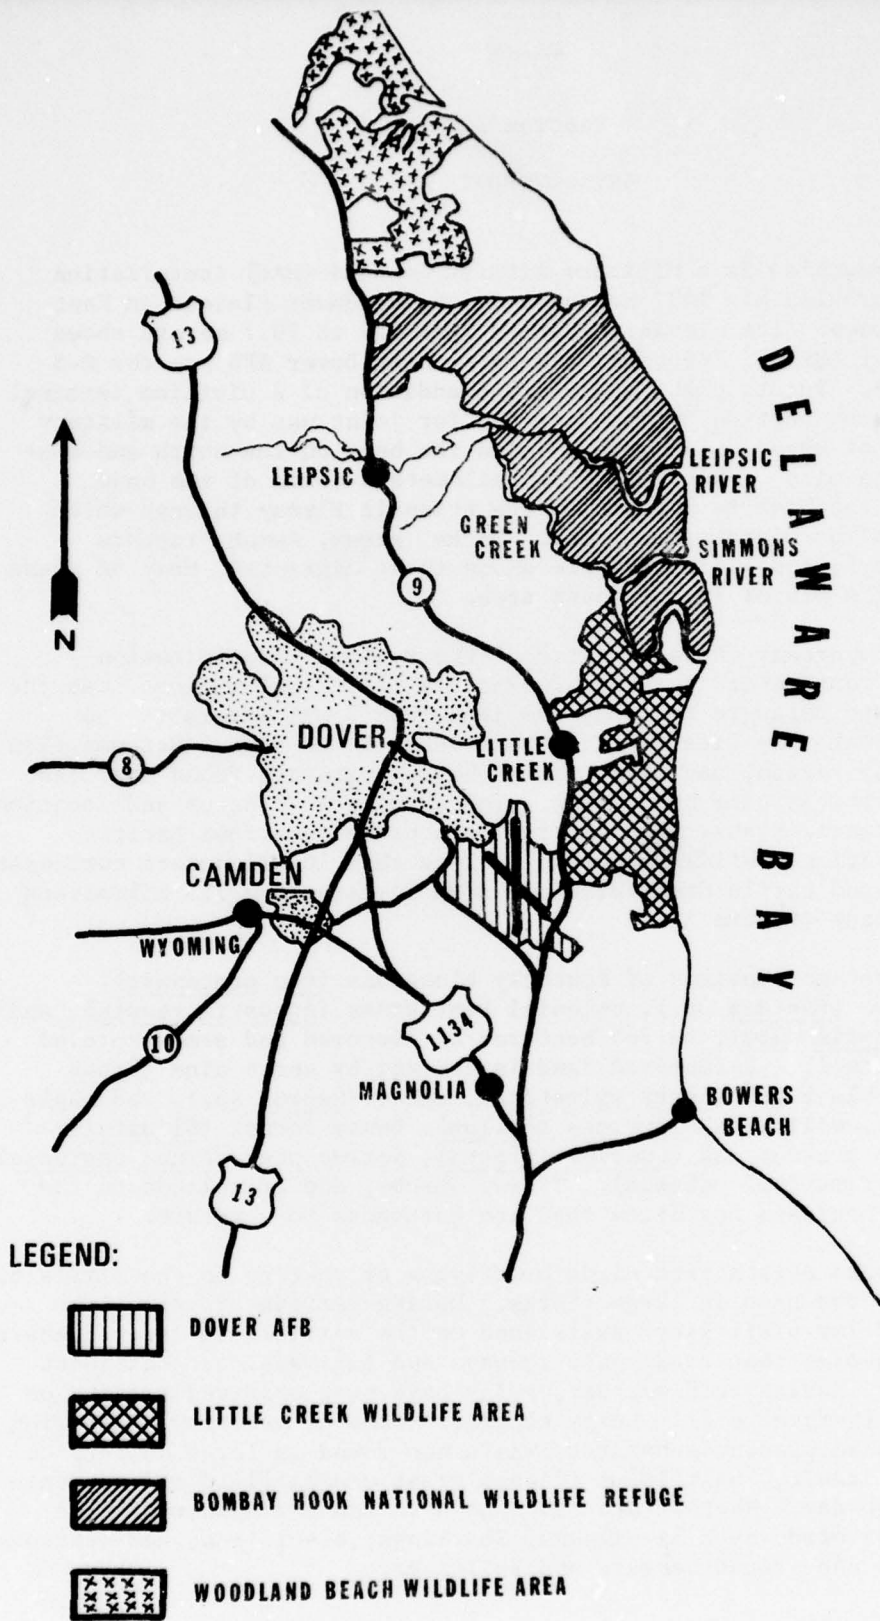 13
DELAWARE BAY
LEIPSIC
LEIPSIC
RIVER
GREEN
CREEK
SIMMONS
RIVER
9
N
DOVER
LITTLE
CREEK
8
CAMDEN
WYOMING
10
1134
MAGNOLIA
BOWERS
BEACH
13
LEGEND:
DOVER AFB
LITTLE CREEK WILDLIFE AREA
BOMBAY HOOK NATIONAL WILDLIFE REFUGE
WOODLAND BEACH WILDLIFE AREA